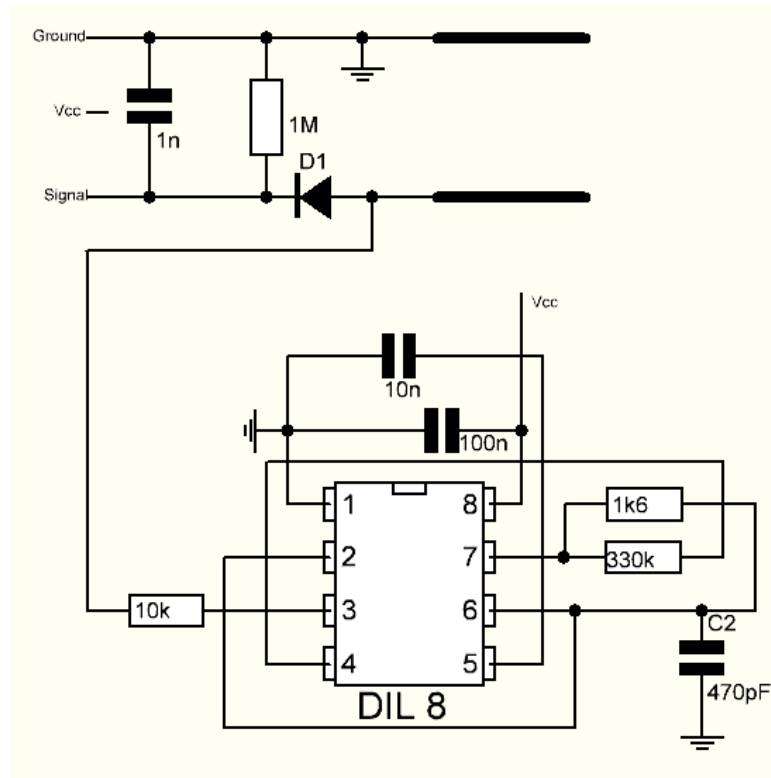 Ground
Vcc
1n
1M
D1
Signal
Vcc
10n
100n
1 8
1k6
2 7
330k
10k
3 6
C2
4 5
470pF
DIL 8